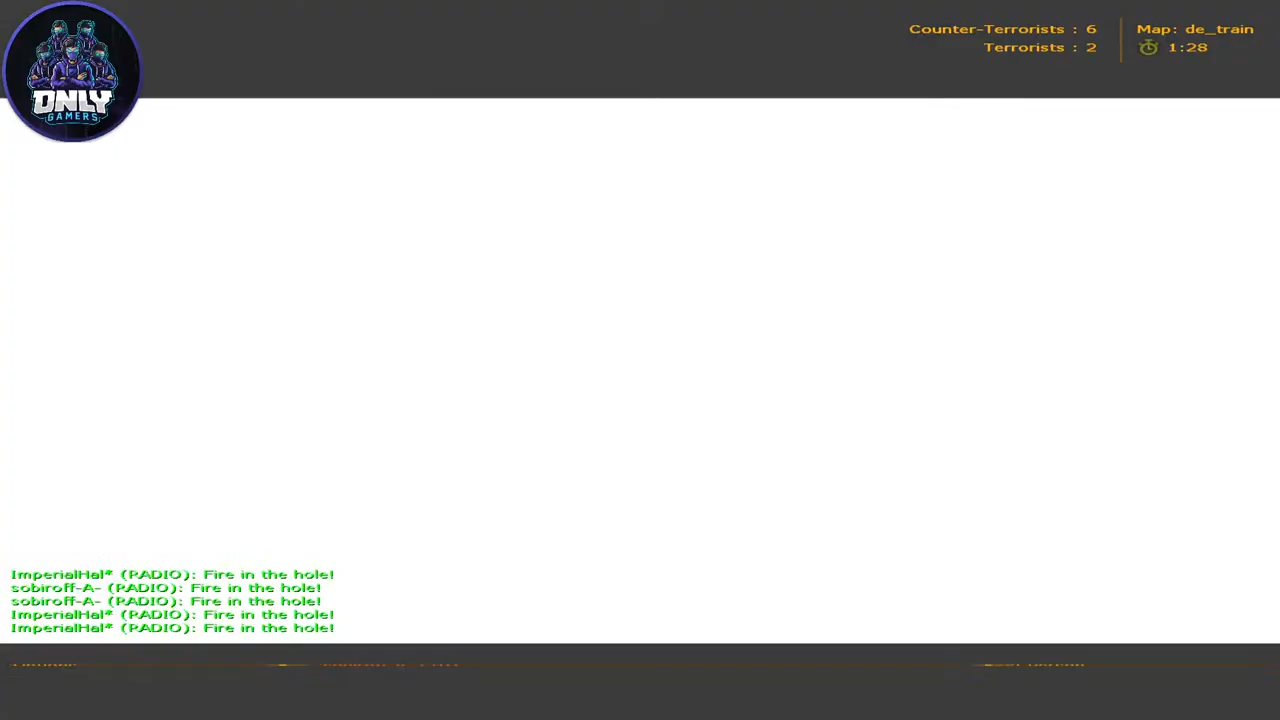 ONLY
GAMERS
Counter-Terrorists : 6
Terrorists : 2
Map: de_train
1:28
ImperialHal* (RADIO): Fire in the hole!
sobiroff-A- (RADIO): Fire in the hole!
sobiroff-A- (RADIO): Fire in the hole!
ImperialHal* (RADIO): Fire in the hole!
ImperialHal* (RADIO): Fire in the hole!